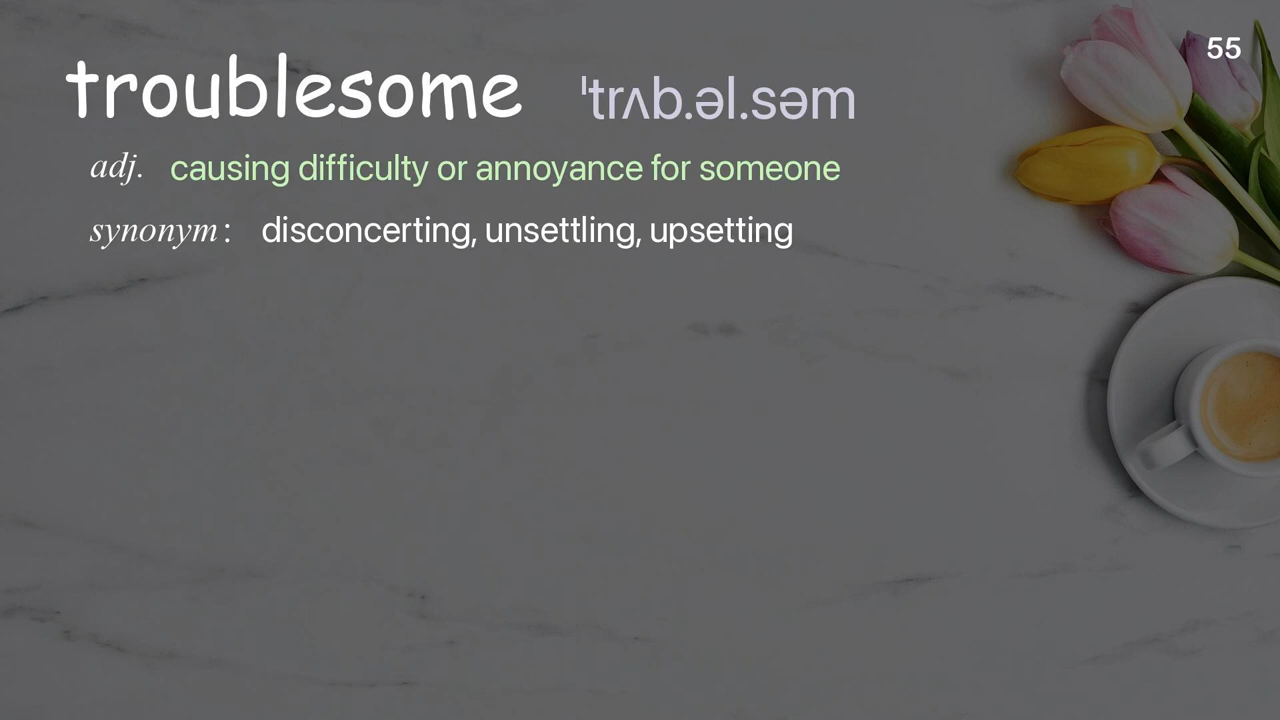 55
troublesome ˈtrʌb.əl.səm
adj. causing difficulty or annoyance for someone
synonym: disconcerting, unsettling, upsetting